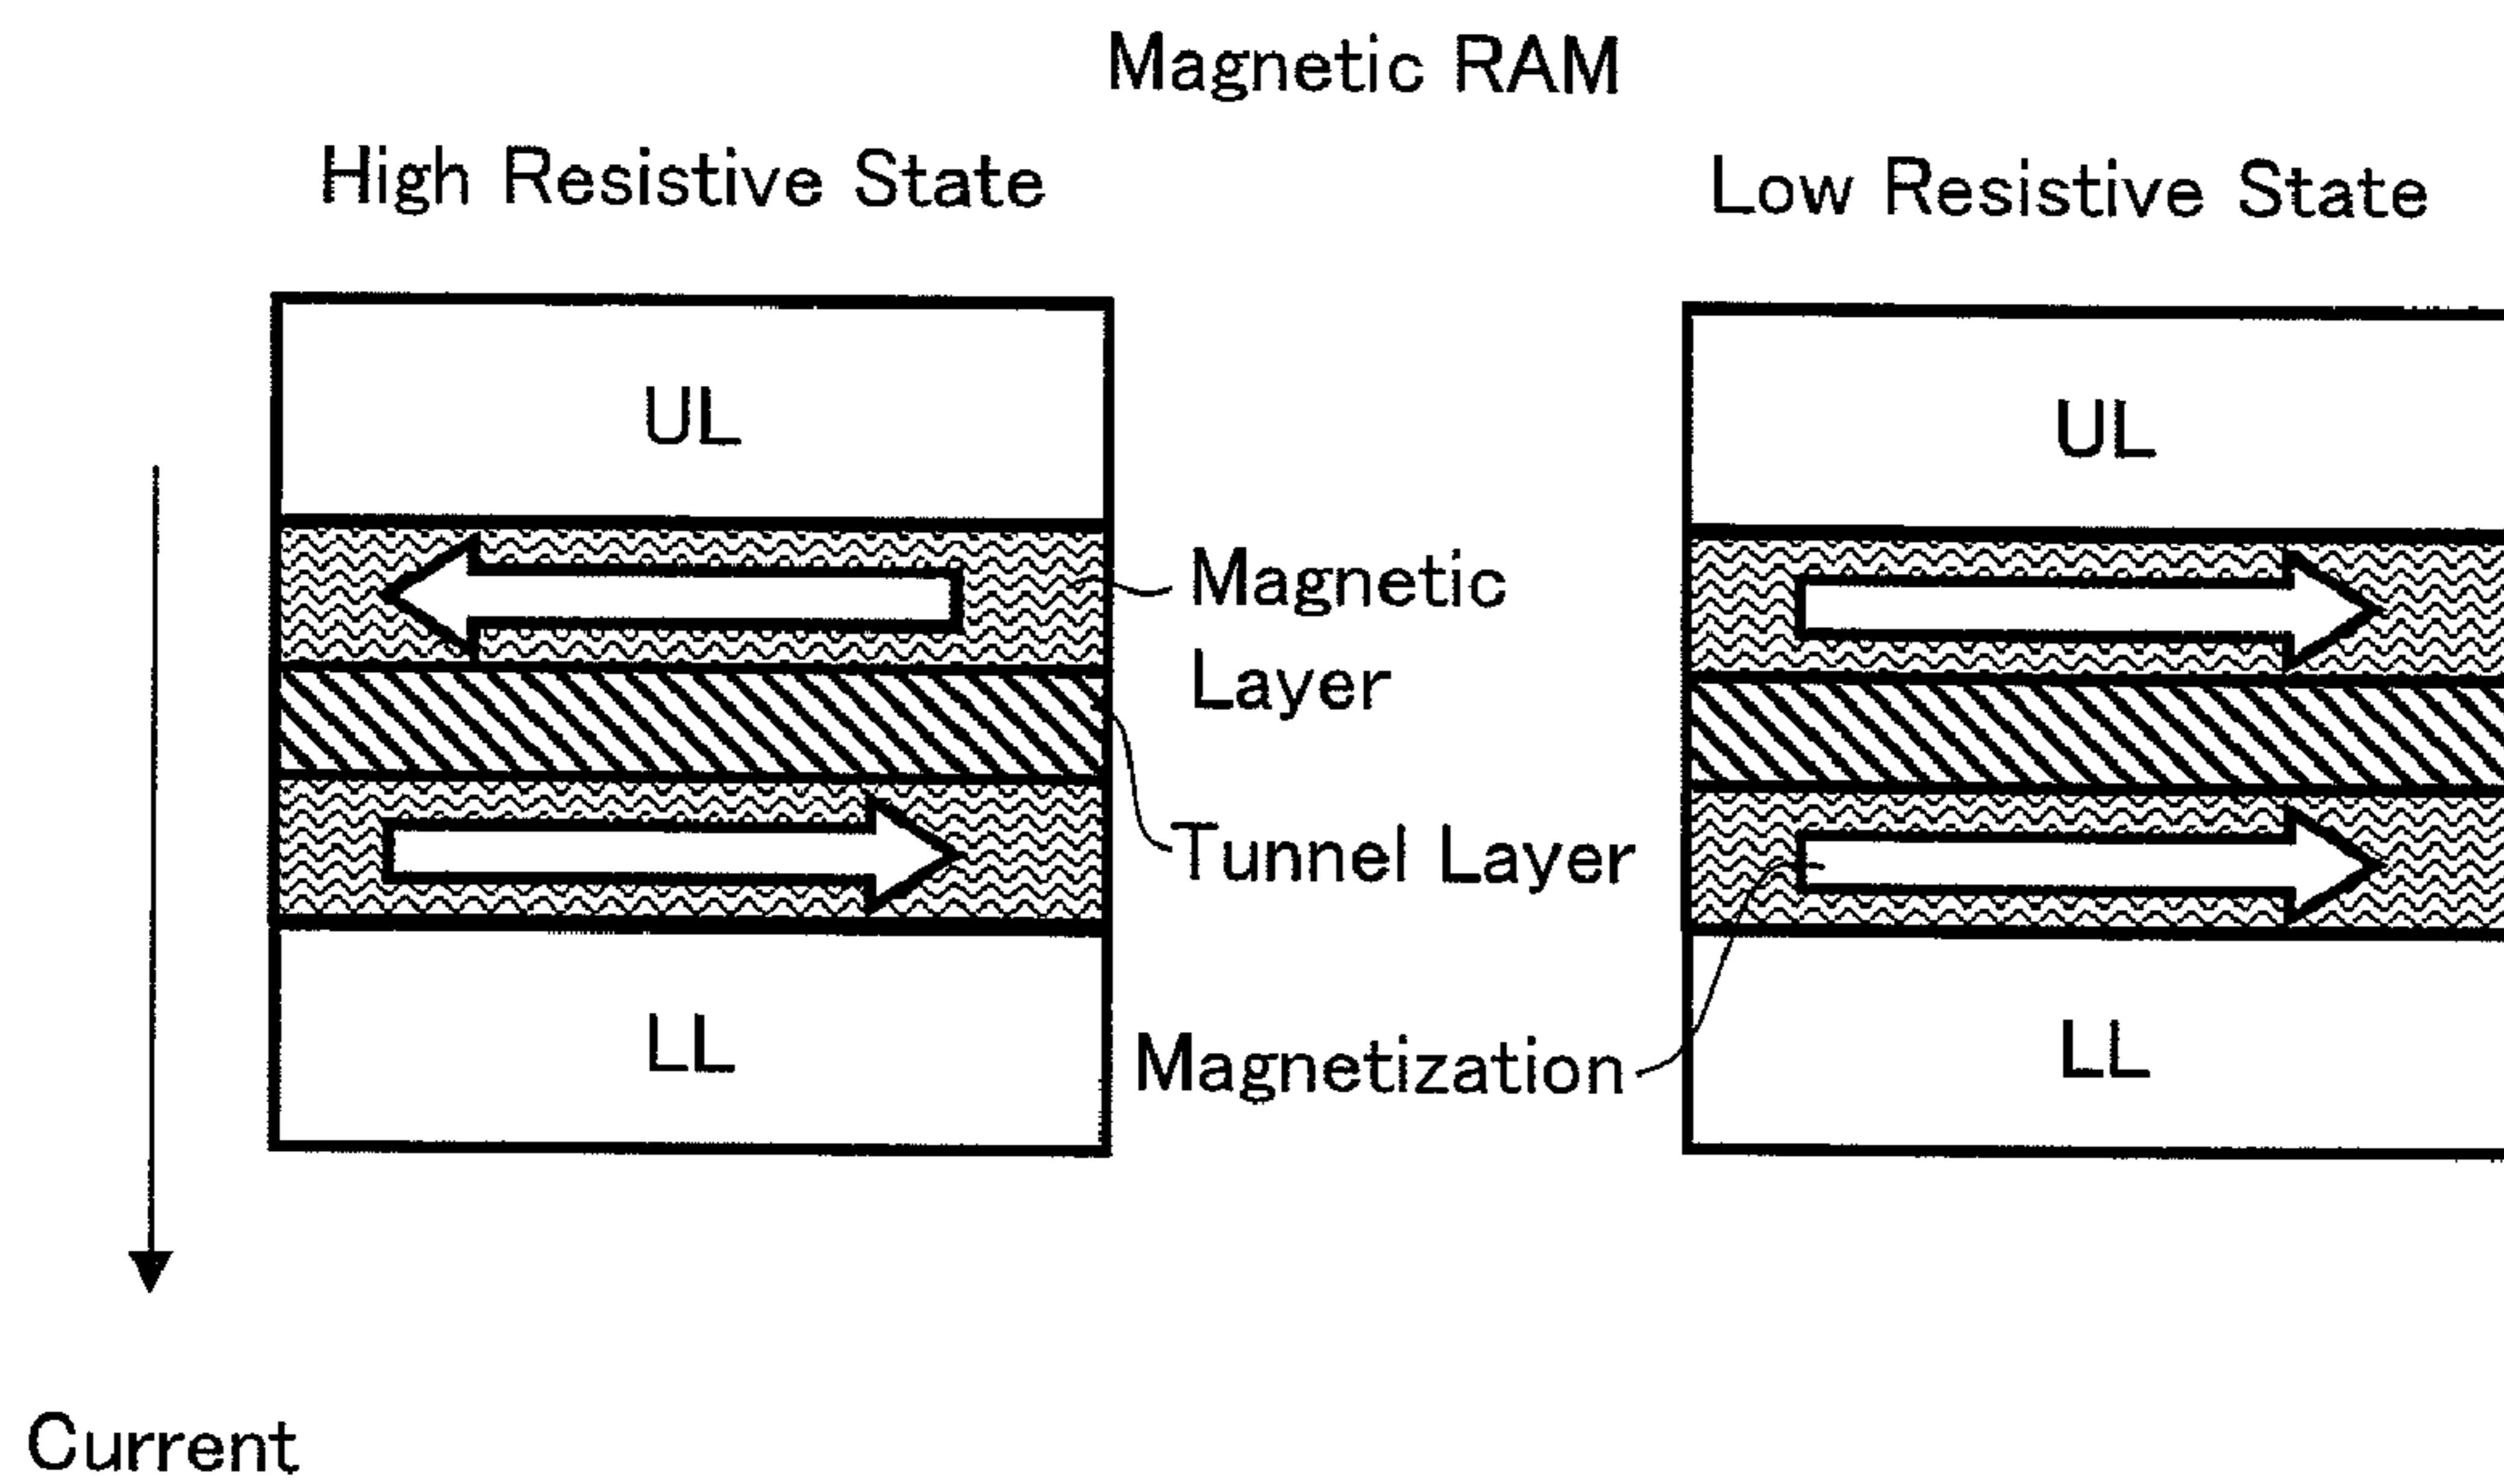 Magnetic RAM
High Resistive State
Low Resistive State
UL
UL
Magnetic
Layer
Tunnel Layer
LL
Magnetization
LL
Current